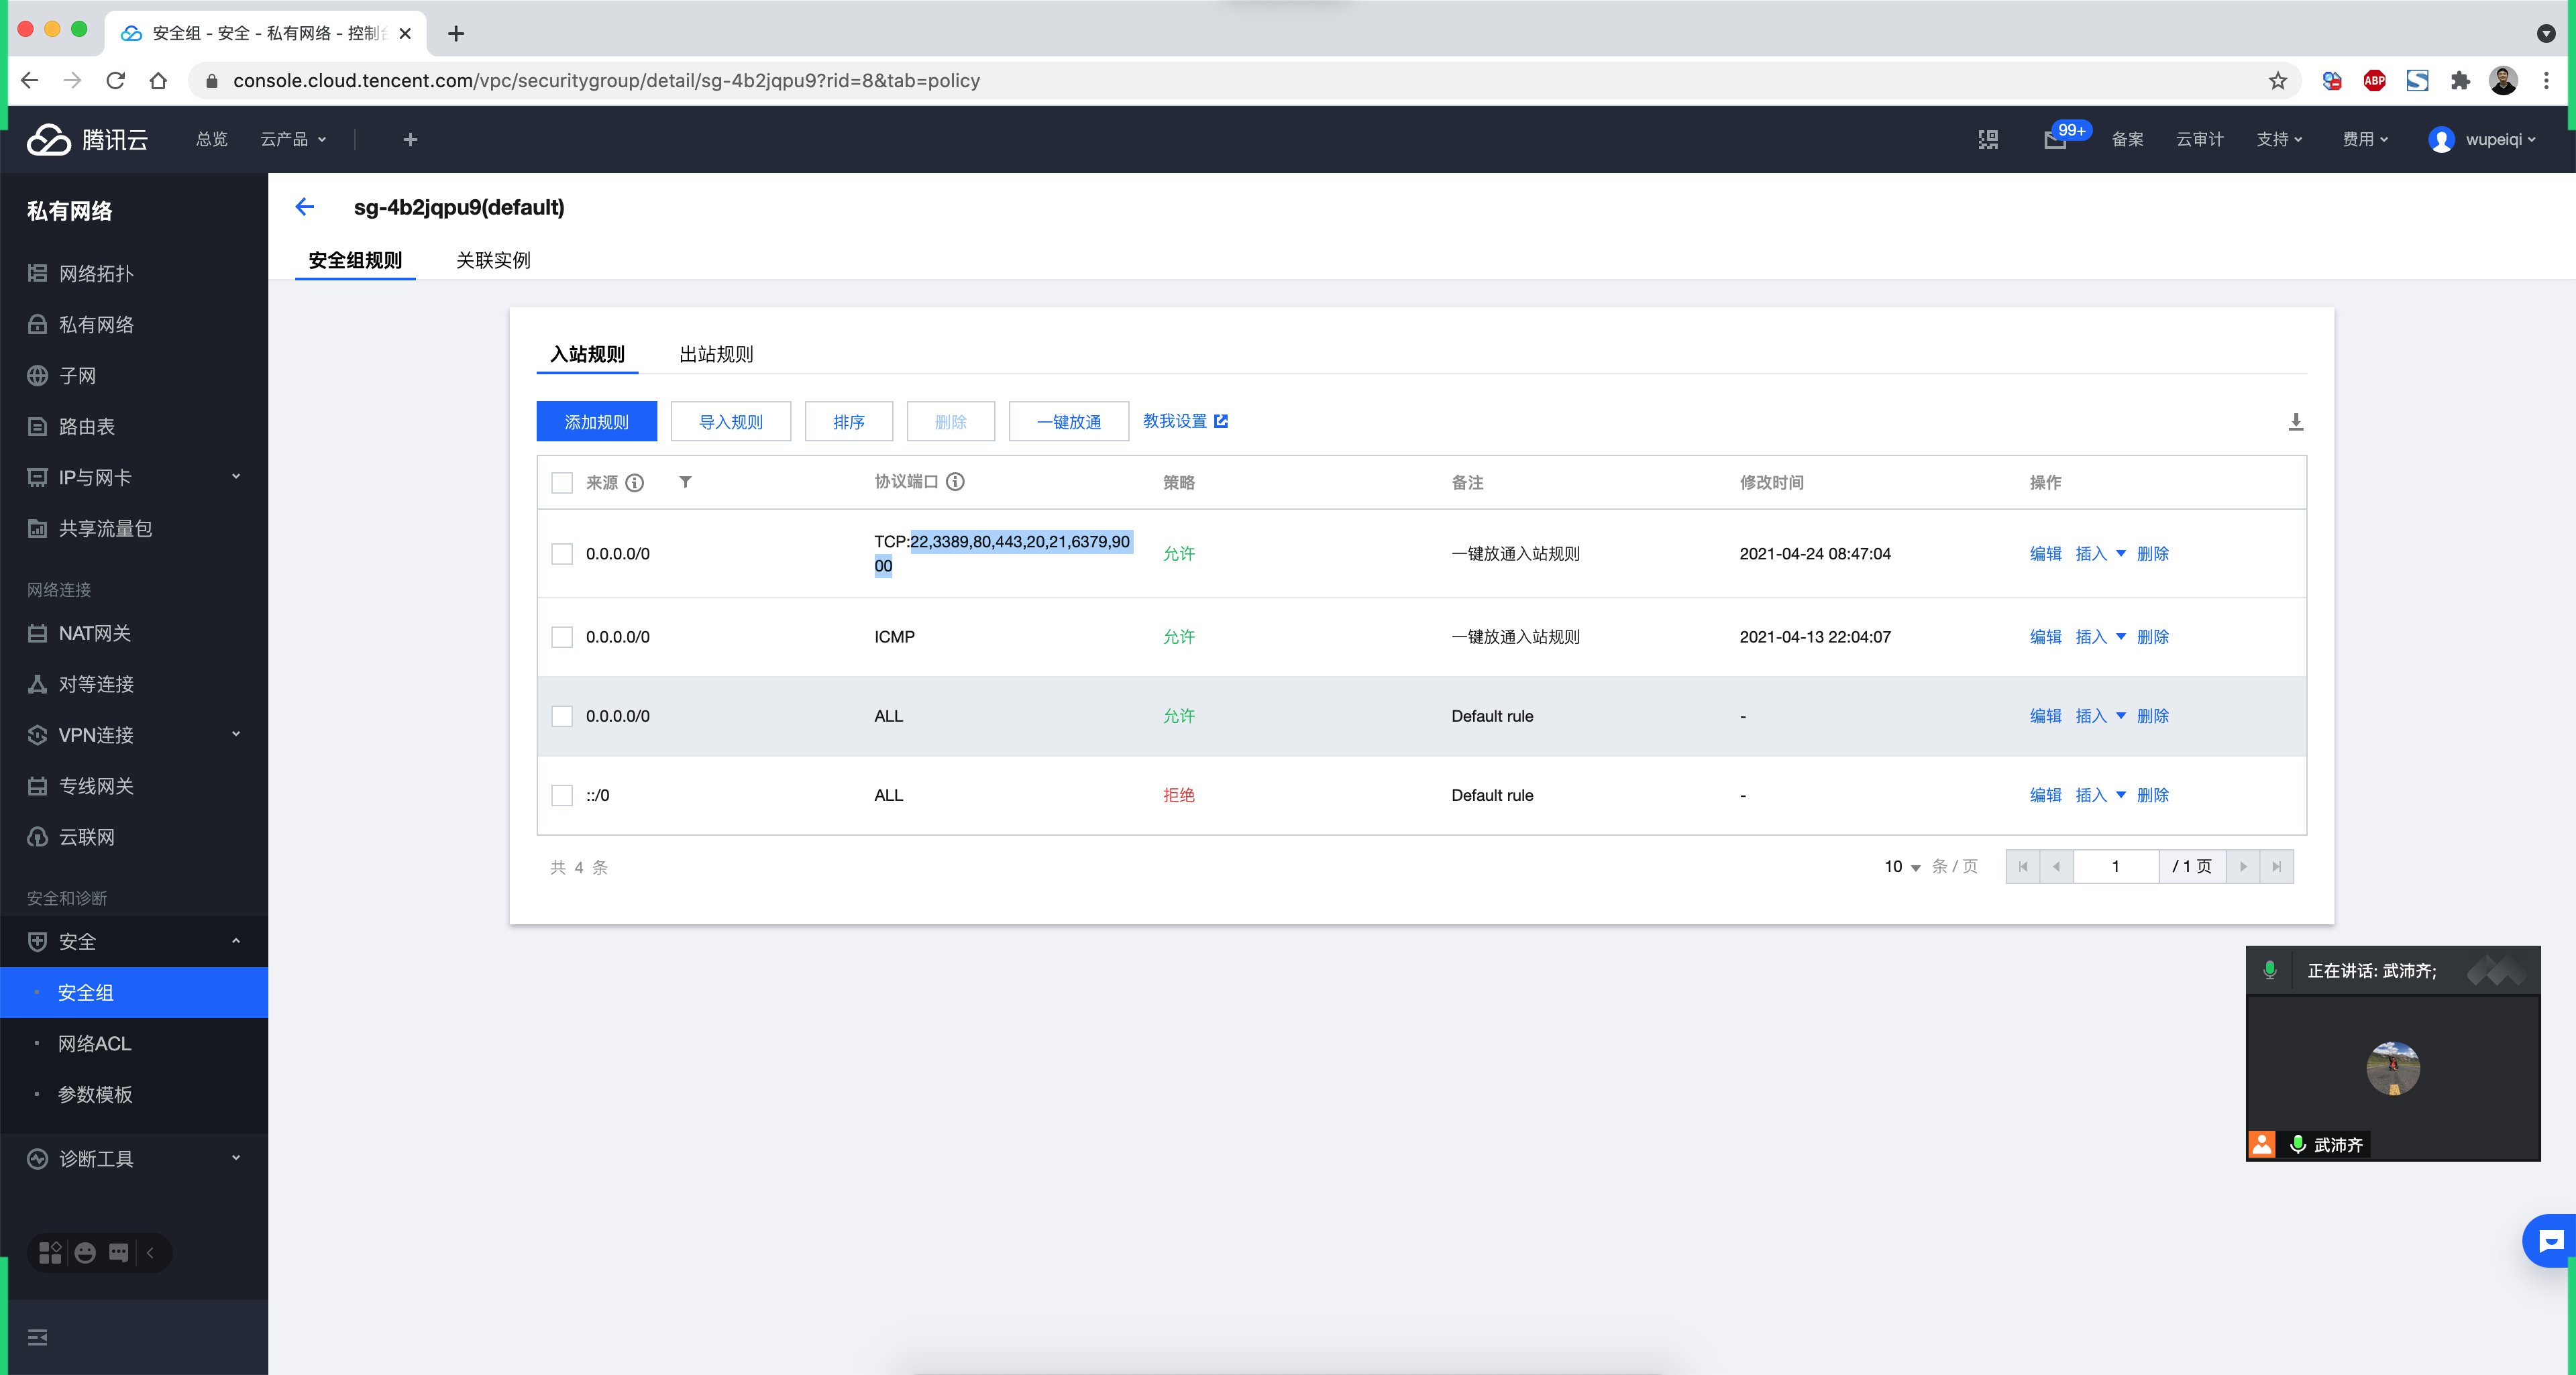 安全组 - 安全 - 私有网络 - 控制台
console.cloud.tencent.com/vpc/securitygroup/detail/sg-4b2jqpu9?rid=8&tab=policy
ABP
腾讯云
总览
云产品
99+
备案
云审计
支持
费用
wupeiqi
私有网络
网络拓扑
私有网络
子网
路由表
IP与网卡
共享流量包
网络连接
NAT网关
对等连接
VPN连接
专线网关
云联网
安全和诊断
安全
安全组
网络ACL
参数模板
诊断工具
sg-4b2jqpu9(default)
安全组规则
关联实例
入站规则
出站规则
添加规则
导入规则
排序
删除
一键放通
教我设置
来源 协议端口 策略 备注 修改时间 操作
0.0.0.0/0 TCP:22,3389,80,443,20,21,6379,90
00 允许 一键放通入站规则 2021-04-24 08:47:04 编辑 插入 删除
0.0.0.0/0 ICMP 允许 一键放通入站规则 2021-04-13 22:04:07 编辑 插入 删除
0.0.0.0/0 ALL 允许 Default rule - 编辑 插入 删除
::/0 ALL 拒绝 Default rule - 编辑 插入 删除
共 4 条
10 条 / 页
1 / 1 页
正在讲话: 武沛齐;
武沛齐